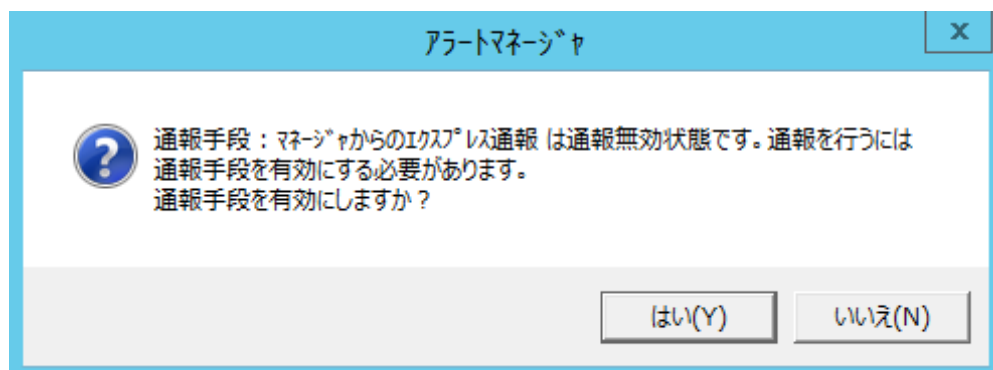 ｱﾗｰﾄﾏﾈｰｼﾞｬ
x
通報手段：ﾏﾈｰｼﾞｬからのｴｸｽﾌﾟﾚｽ通報 は通報無効状態です。通報を行うには
通報手段を有効にする必要があります。
通報手段を有効にしますか？
はい(Y)
いいえ(N)